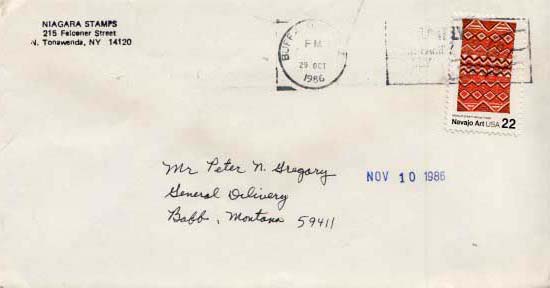 NIAGARA STAMPS
215 Falconer Street
N. Tonawanda, NY 14120
BUFFALO
PM
29 OCT
1986
Navajo Art USA 22
Mr Peter N. Gregory
General Delivery
Babb, Montana 59411
NOV 10 1986